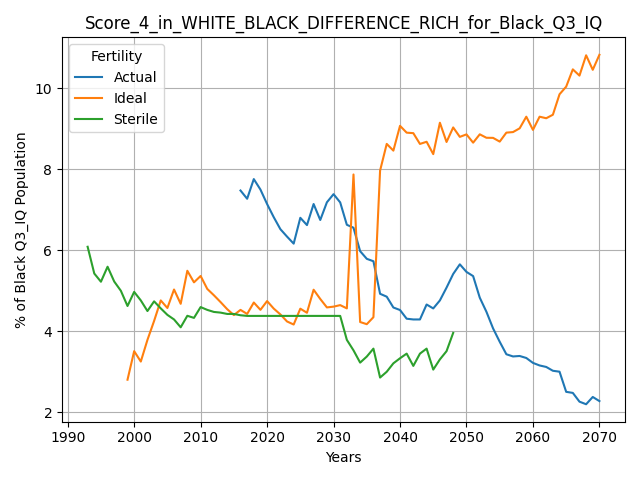 Score_4_in_WHITE_BLACK_DIFFERENCE_RICH_for_Black_Q3_IQ
Fertility
Actual
Ideal
Sterile
% of Black Q3_IQ Population
10
8
6
4
2
1990 2000 2010 2020 2030 2040 2050 2060 2070
Years